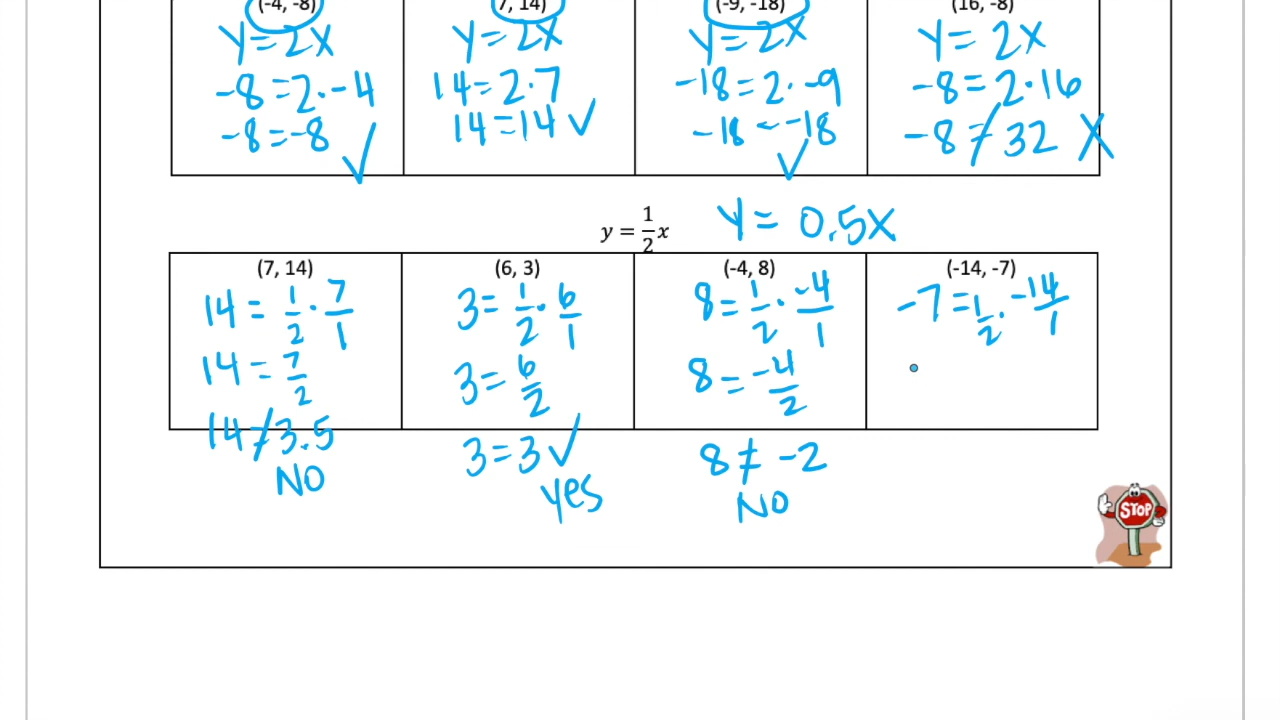 (-4, -8) 7, 14) (-9, -18) (16, -8)
y = 2x y = 2x y = 2x y = 2x
-8 = 2 · -4 14 = 2 · 7 -18 = 2 · -9 -8 = 2 · 16
-8 = -8 ✓ 14 = 14 ✓ -18 = -18 ✓ -8 ≠ 32 X
y = 1/2 x y = 0.5x
(7, 14) (6, 3) (-4, 8) (-14, -7)
14 = 1/2 · 7/1 3 = 1/2 · 6/1 8 = 1/2 · -4/1 -7 = 1/2 · -14/1
14 = 7/2 3 = 6/2 8 = -4/2
14 ≠ 3.5 3 = 3 ✓ 8 ≠ -2
NO yes NO
STOP